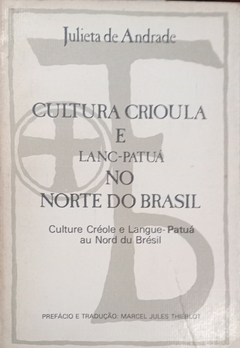 Julieta de Andrade
CULTURA CRIOULA
E
LANC-PATUÁ
NO
NORTE DO BRASIL
Culture Créole e Langue-Patuá
au Nord du Brésil
PREFÁCIO E TRADUÇÃO: MARCEL JULES THIEBLOT